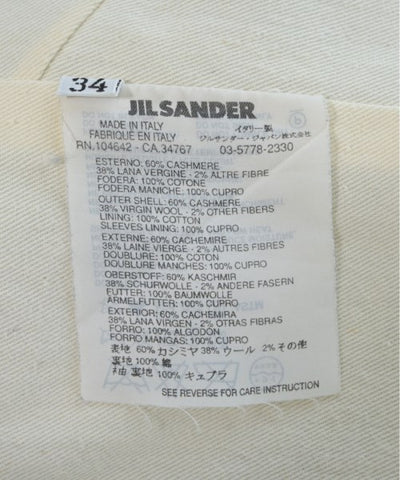 34
JIL SANDER
MADE IN ITALY イタリー製
FABRIQUE EN ITALY ジルサンダー・ジャパン株式会社
RN.104642 - CA.34767 03-5778-2330
ESTERNO: 60% CASHMERE
38% LANA VERGINE - 2% ALTRE FIBRE
FODERA: 100% COTONE
FODERA MANICHE: 100% CUPRO
OUTER SHELL: 60% CASHMERE
38% VIRGIN WOOL - 2% OTHER FIBERS
LINING: 100% COTTON
SLEEVES LINING: 100% CUPRO
EXTERNE: 60% CACHEMIRE
38% LAINE VIERGE - 2% AUTRES FIBRES
DOUBLURE: 100% COTON
DOUBLURE MANCHES: 100% CUPRO
OBERSTOFF: 60% KASCHMIR
38% SCHURWOLLE - 2% ANDERE FASERN
FUTTER: 100% BAUMWOLLE
ARMELFUTTER: 100% CUPRO
EXTERIOR: 60% CACHEMIRA
38% LANA VIRGEN - 2% OTRAS FIBRAS
FORRO: 100% ALGODÓN
FORRO MANGAS: 100% CUPRO
表地 60% カシミヤ 38% ウール 2% その他
裏地 100% 綿
袖 裏地 100% キュプラ
SEE REVERSE FOR CARE INSTRUCTION